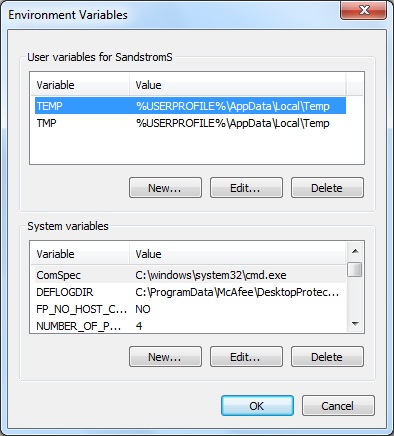 Environment Variables
User variables for SandstromS
Variable Value
TEMP %USERPROFILE%\AppData\Local\Temp
TMP %USERPROFILE%\AppData\Local\Temp
New... Edit... Delete
System variables
Variable Value
ComSpec C:\windows\system32\cmd.exe
DEFLOGDIR C:\ProgramData\McAfee\DesktopProtec...
FP_NO_HOST_C... NO
NUMBER_OF_P... 4
New... Edit... Delete
OK Cancel